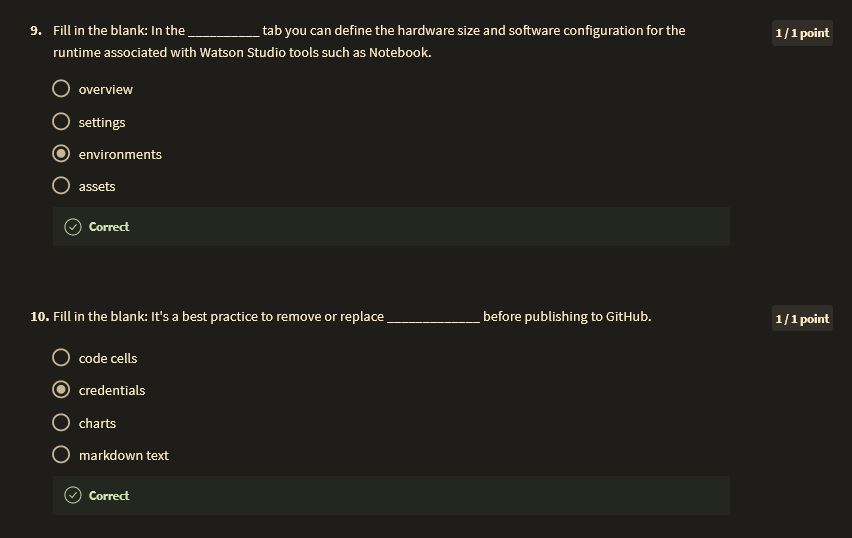 9. Fill in the blank: In the __________ tab you can define the hardware size and software configuration for the
1 / 1 point
runtime associated with Watson Studio tools such as Notebook.
overview
settings
environments
assets
Correct
10. Fill in the blank: It's a best practice to remove or replace _____________ before publishing to GitHub.
1 / 1 point
code cells
credentials
charts
markdown text
Correct